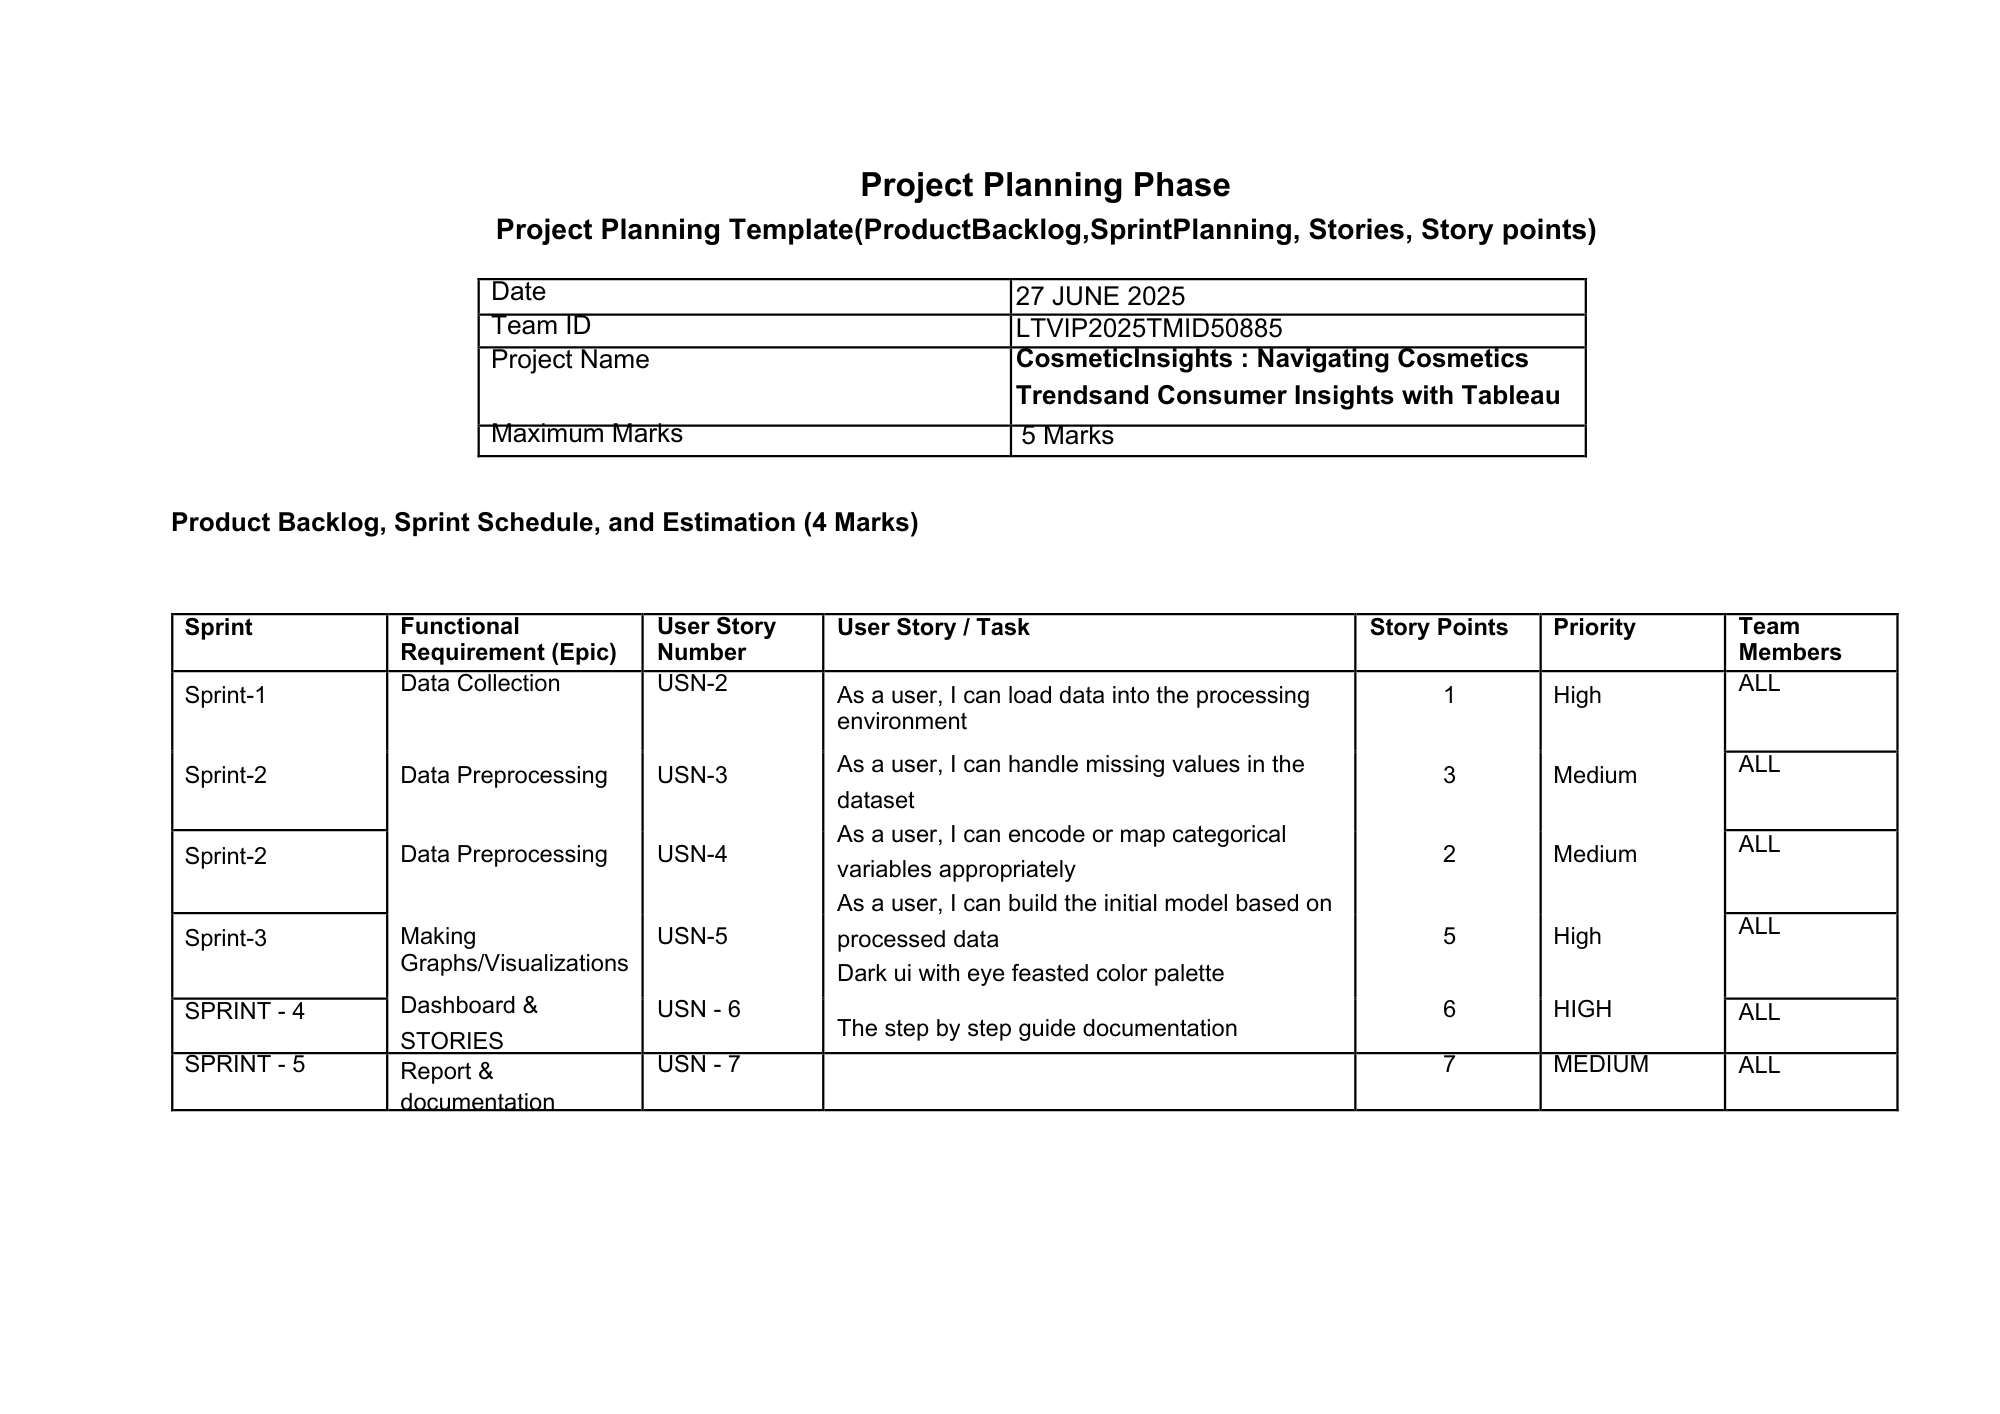 Project Planning Phase
Project Planning Template(ProductBacklog,SprintPlanning, Stories, Story points)
Date
27 JUNE 2025
Team ID
LTVIP2025TMID50885
Project Name
CosmeticInsights : Navigating Cosmetics
Trendsand Consumer Insights with Tableau
Maximum Marks
5 Marks
Product Backlog, Sprint Schedule, and Estimation (4 Marks)
Sprint
Functional
Requirement (Epic)
User Story
Number
User Story / Task
Story Points
Priority
Team
Members
Sprint-1
Data Collection
USN-2
As a user, I can load data into the processing
environment
1
High
ALL
Sprint-2
Data Preprocessing
USN-3
As a user, I can handle missing values in the
dataset
3
Medium
ALL
Sprint-2
Data Preprocessing
USN-4
As a user, I can encode or map categorical
variables appropriately
2
Medium
ALL
Sprint-3
Making
Graphs/Visualizations
USN-5
As a user, I can build the initial model based on
processed data
5
High
ALL
SPRINT - 4
Dashboard &
STORIES
USN - 6
Dark ui with eye feasted color palette
6
HIGH
ALL
SPRINT - 5
Report &
documentation
USN - 7
The step by step guide documentation
7
MEDIUM
ALL